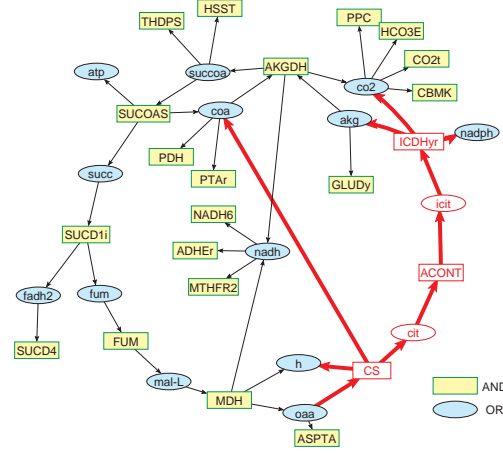 HSST
THDPS
PPC
HCO3E
atp
succoa
AKGDH
co2
CO2t
CBMK
SUCOAS
coa
akg
ICDHyr
nadph
PDH
PTAr
GLUDy
succ
icit
NADH6
SUCD1i
ADHEr
nadh
MTHFR2
ACONT
fadh2
fum
cit
SUCD4
FUM
h
mal-L
CS
MDH
oaa
ASPTA
AND
OR